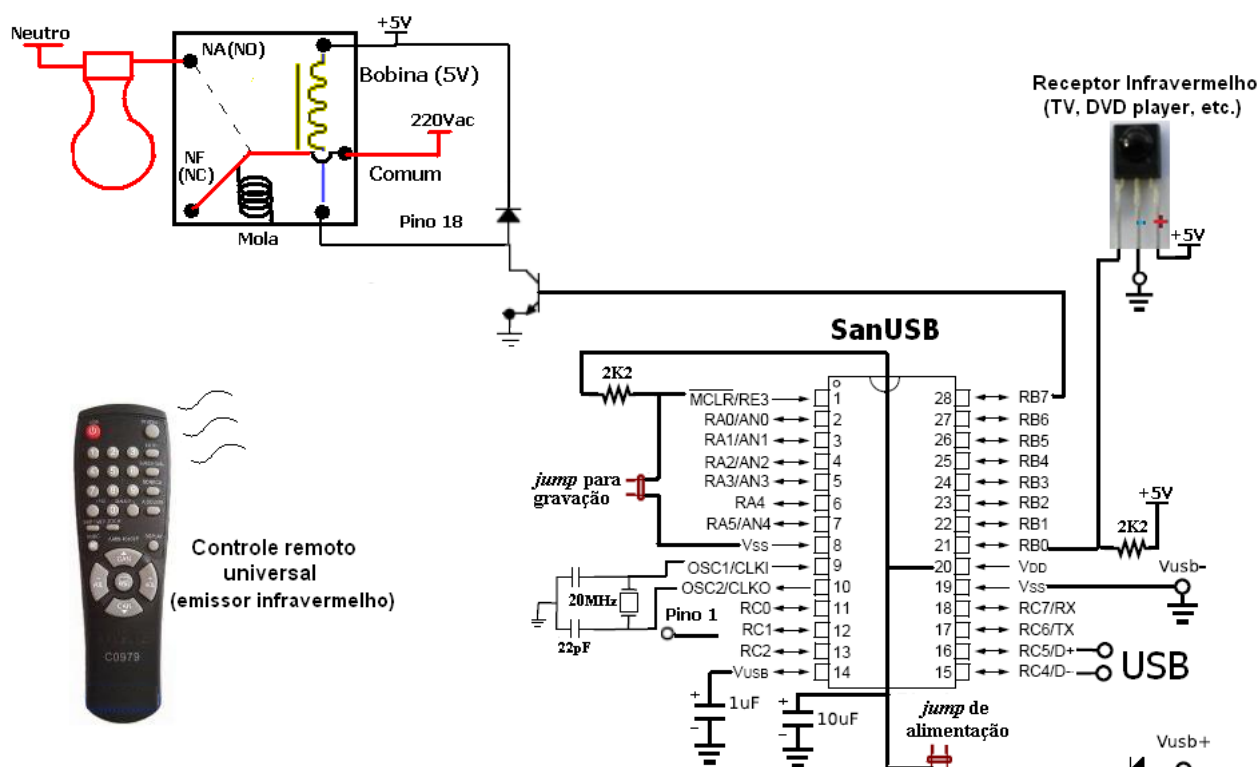 Neutro
NA(NO)
+5V
Bobina (5V)
220Vac
NF
(NC)
Comum
Mola
Pino 18
Receptor Infravermelho
(TV, DVD player, etc.)
-
+
+5V
SanUSB
2K2
MCLR/RE3
RA0/AN0
RA1/AN1
RA2/AN2
RA3/AN3
RA4
RA5/AN4
Vss
OSC1/CLKI
OSC2/CLKO
RC0
RC1
RC2
VUSB
1
2
3
4
5
6
7
8
9
10
11
12
13
14
28
27
26
25
24
23
22
21
20
19
18
17
16
15
RB7
RB6
RB5
RB4
RB3
RB2
RB1
RB0
VDD
Vss
RC7/RX
RC6/TX
RC5/D+
RC4/D-
jump para
gravação
20MHz
22pF
Pino 1
+5V
2K2
Vusb-
USB
+
1uF
-
+
10uF
-
jump de
alimentação
Vusb+
Controle remoto
universal
(emissor infravermelho)
C0979